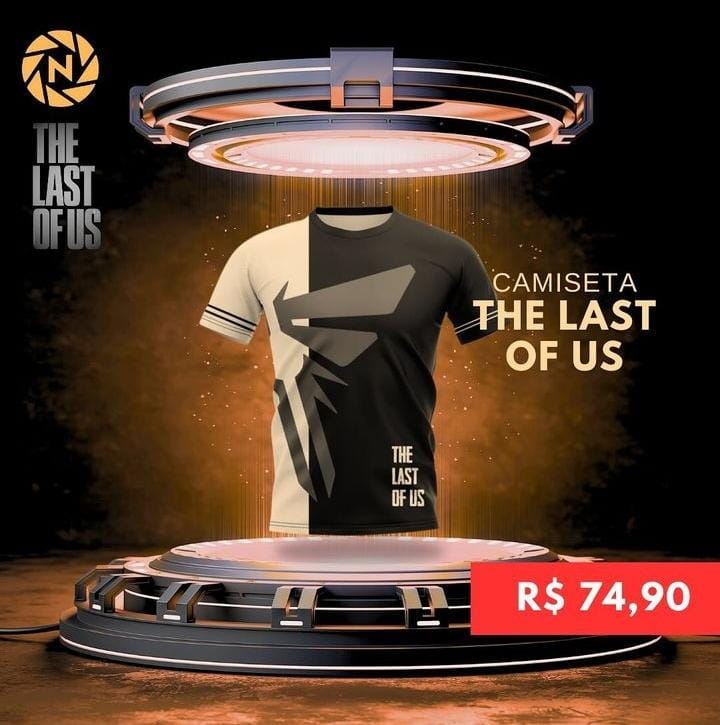 N
THE
LAST
OF US
CAMISETA
THE LAST
OF US
THE
LAST
OF US
R$ 74,90